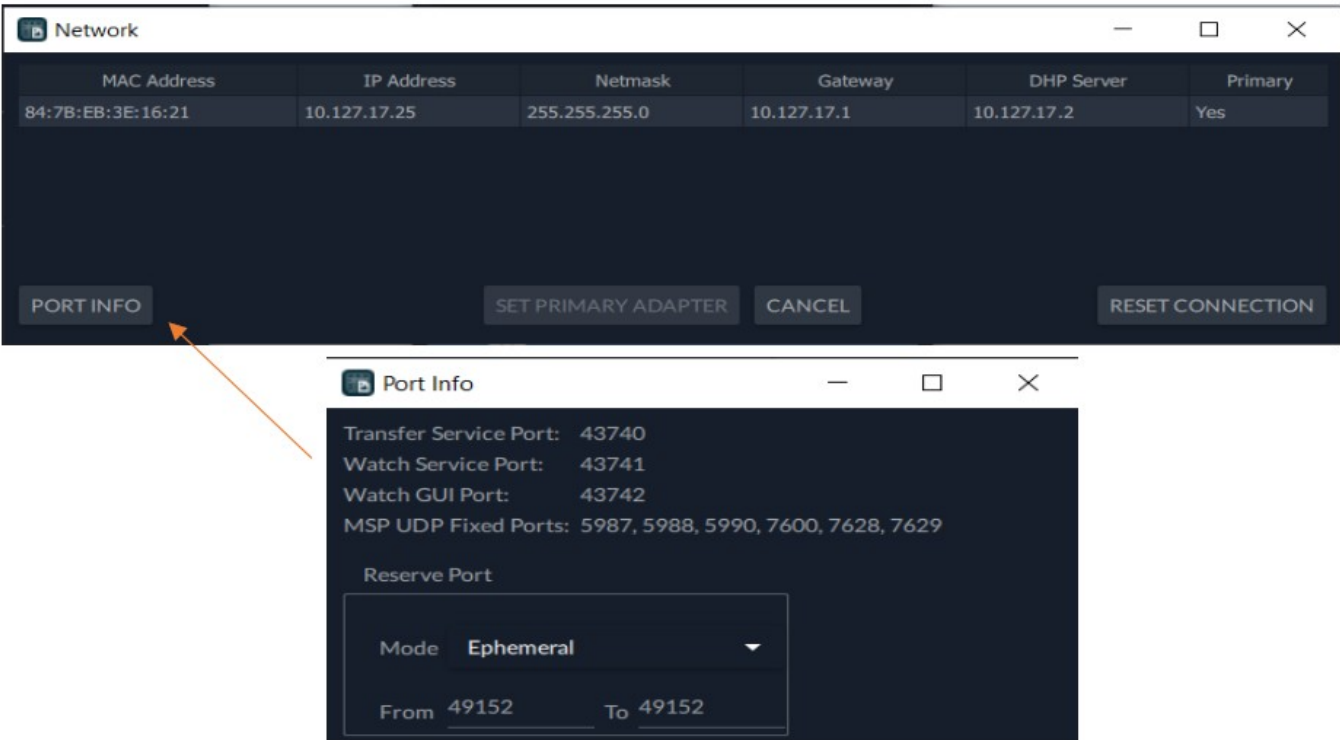 Network
MAC Address IP Address Netmask Gateway DHP Server Primary
84:7B:EB:3E:16:21 10.127.17.25 255.255.255.0 10.127.17.1 10.127.17.2 Yes
PORT INFO SET PRIMARY ADAPTER CANCEL RESET CONNECTION
Port Info
Transfer Service Port: 43740
Watch Service Port: 43741
Watch GUI Port: 43742
MSP UDP Fixed Ports: 5987, 5988, 5990, 7600, 7628, 7629
Reserve Port
Mode Ephemeral
From 49152 To 49152